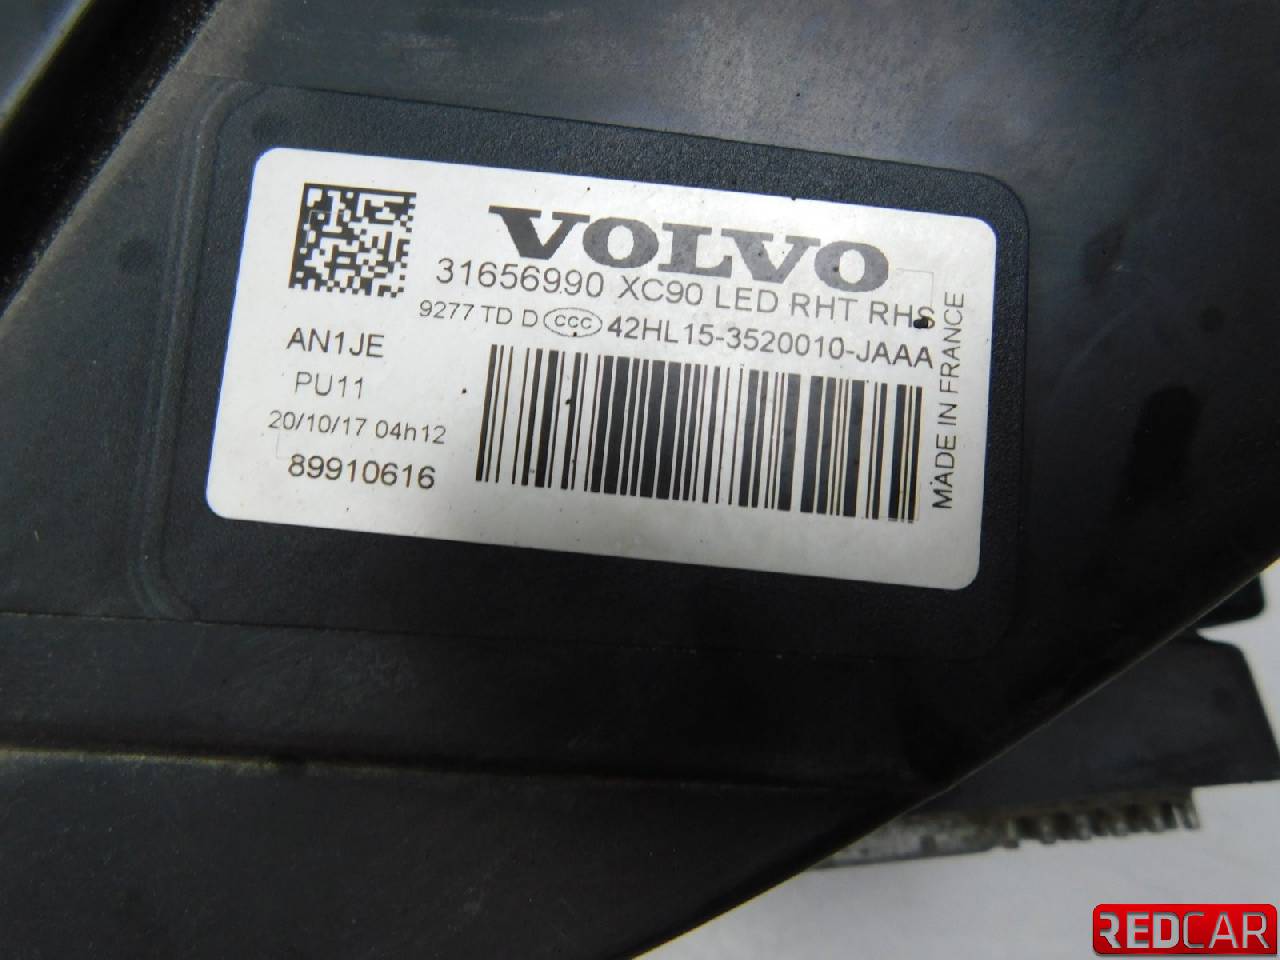 VOLVO
31656990 XC90 LED RHT RHS
9277 TD D CCC 42HL15-3520010-JAAA
AN1JE
PU11
20/10/17 04h12
89910616
MADE IN FRANCE
REDCAR